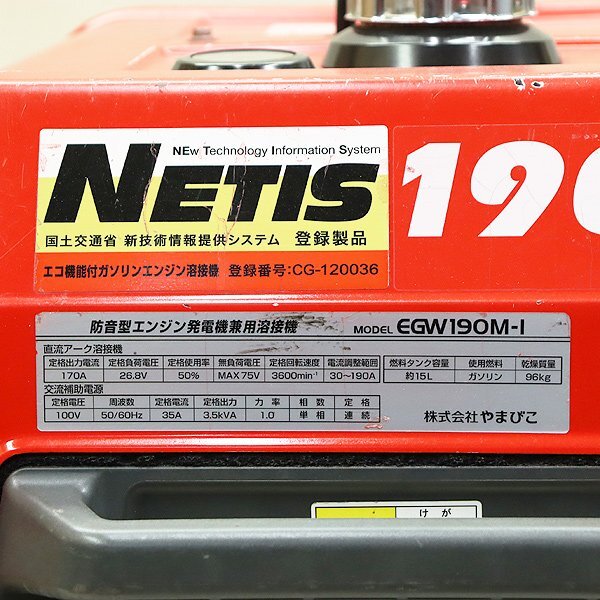 NEw Technology Information System
NETIS
国土交通省 新技術情報提供システム 登録製品
エコ機能付ガソリンエンジン溶接機 登録番号:CG-120036
190
防音型エンジン発電機兼用溶接機 MODEL EGW190M-I
直流アーク溶接機
定格出力電流 定格負荷電圧 定格使用率 無負荷電圧 定格回転速度 電流調整範囲 燃料タンク容量 使用燃料 乾燥質量
170A 26.8V 50% MAX75V 3600min⁻¹ 30~190A 約15L ガソリン 96kg
交流補助電源
定格電圧 周波数 定格電流 定格出力 力率 相数 定格
100V 50/60Hz 35A 3.5kVA 1.0 単相 連続
株式会社やまびこ
けが